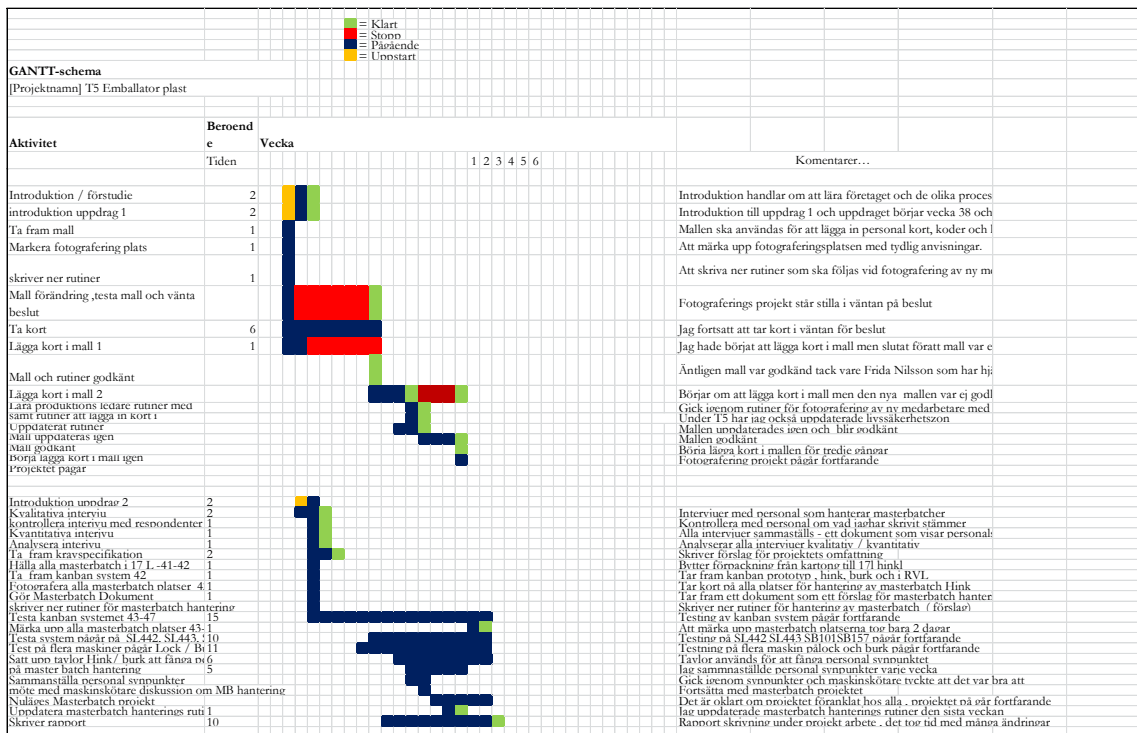 = Klart
= Stopp
= Pågående
= Uppstart
GANTT-schema
[Projektnamn] T5 Emballator plast
Aktivitet Beroend
e Vecka
Tiden 1 2 3 4 5 6 Komentarer…
Introduktion / förstudie 2 Introduktion handlar om att lära företaget och de olika proces
introduktion uppdrag 1 2 Introduktion till uppdrag 1 och uppdraget börjar vecka 38 och
Ta fram mall 1 Mallen ska användas för att lägga in personal kort, koder och
Markera fotografering plats 1 Att märka upp fotograferingsplatsen med tydlig anvisningar.
skriver ner rutiner 1 Att skriva ner rutiner som ska följas vid fotografering av ny
Mall förändring ,testa mall och vänta
beslut Fotograferings projekt står stilla i väntan på beslut
Ta kort 6 Jag fortsatt att tar kort i väntan för beslut
Lägga kort i mall 1 1 Jag hade börjat att lägga kort i mall men slutat föratt mall var e
Mall och rutiner godkänt Äntligen mall var godkänd tack vare Frida Nilsson som har hjä
Lägga kort i mall 2 Börjar om att lägga kort i mall men den nya mallen var ej godl
Lära produktions ledare rutiner med Gick igenom rutiner för fotografering av ny medarbetare med
samt rutiner att lägga in kort i Under T5 har jag också uppdaterade livssäkerhetszon
Uppdaterat rutiner Mallen uppdaterades igen och blir godkänt
Mall uppdateras igen Mallen godkänt
Mall godkänt Börja lägga kort i mallen för tredje gångar
Börja lägga kort i mall igen Fotografering projekt pågår fortfarande
Projektet pågår
Introduktion uppdrag 2 2
Kvalitativa interviu 2 Intervjuer med personal som hanterar masterbatcher
kontrollera interivu med respondenter 1 Kontrollera med personal om vad jaghar skrivit stämmer
Kvantitativa interivu 1 Alla intervjuer sammaställs - ett dokument som visar personals
Analysera interivu 1 Analyserar alla intervjuer kvalitativ / kvantitativ
Ta fram kravspecifikation 2 Skriver förslag för projektets omfattning
Hälla alla masterbatch i 17 L -41-42 1 Bytter förpackning från kartong till 17l hinkl
Ta fram kanban system 42 1 Tar fram kanban prototyp , hink, burk och i RVL
Fotografera alla masterbatch platser 4 1 Tar kort på alla platser för hantering av masterbatch Hink
Gör Masterbatch Dokument 1 Tar fram ett dokument som ett förslag för masterbatch hanter
skriver ner rutiner för masterbatch hantering Skriver ner rutiner för hantering av masterbatch ( förslag)
Testa kanban systemet 43-47 15 Testing av kanban system pågår fortfarande
Märka upp alla masterbatch platser 43- 1 Att märka upp masterbatch platserna tog bara 2 dagar
Testa system pågår på SL442, SL443, 10 Testing på SL442 SL443 SB101SB157 pågår fortfarande
Test på flera maskiner pågår Lock / B 11 Testning på flera maskin pålock och burk pågår fortfarande
Satt upp tavlor Hink/ burk att fånga p 6 Tavlor används för att fånga personal synpunkter
på master batch hantering 5 Jag sammnaställde personal synpunkter varje vecka
Sammanställa personal synpunkter Gick igenom synpunkter och maskinskötare tyckte att det var bra att
möte med maskinskötare diskussion om MB hantering Fortsätta med masterbatch projektet
Nuläges Masterbatch projekt Det är oklart om projektet föranklat hos alla , projektet på går fortfarande
Uppdatera masterbatch hanterings ruti 1 Jag uppdaterade masterbatch hanterings rutiner den sista veckan
Skriver rapport 10 Rapport skrivning under projekt arbete , det tog tid med många ändringar